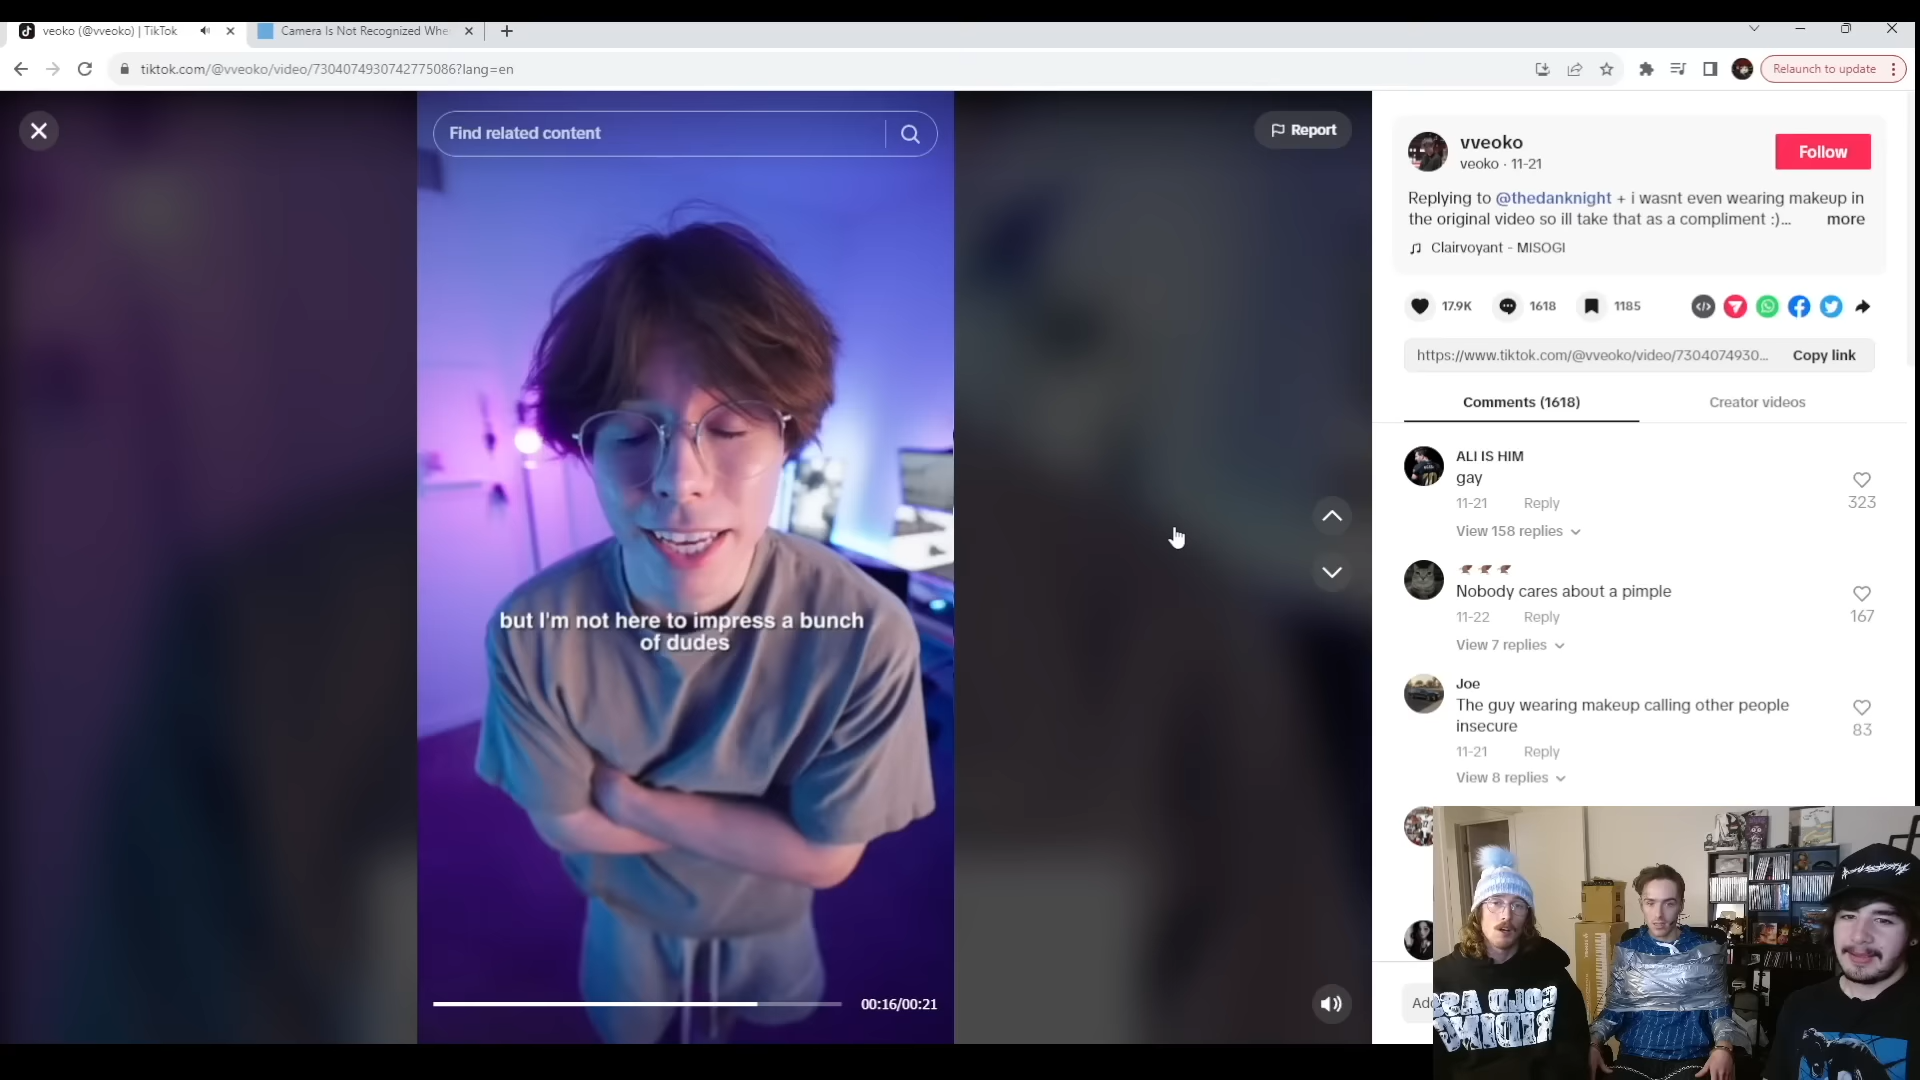 veoko (@vveoko) | TikTok
Camera Is Not Recognized Whe
tiktok.com/@vveoko/video/7304074930742775086?lang=en
Relaunch to update
Find related content
Report
but I'm not here to impress a bunch
of dudes
00:16/00:21
vveoko
veoko · 11-21
Follow
Replying to @thedanknight + i wasnt even wearing makeup in
the original video so ill take that as a compliment :)... more
Clairvoyant - MISOGI
17.9K
1618
1185
https://www.tiktok.com/@vveoko/video/7304074930...
Copy link
Comments (1618)
Creator videos
ALI IS HIM
gay
323
11-21 Reply
View 158 replies
Nobody cares about a pimple
167
11-22 Reply
View 7 replies
Joe
The guy wearing makeup calling other people
insecure
83
11-21 Reply
View 8 replies